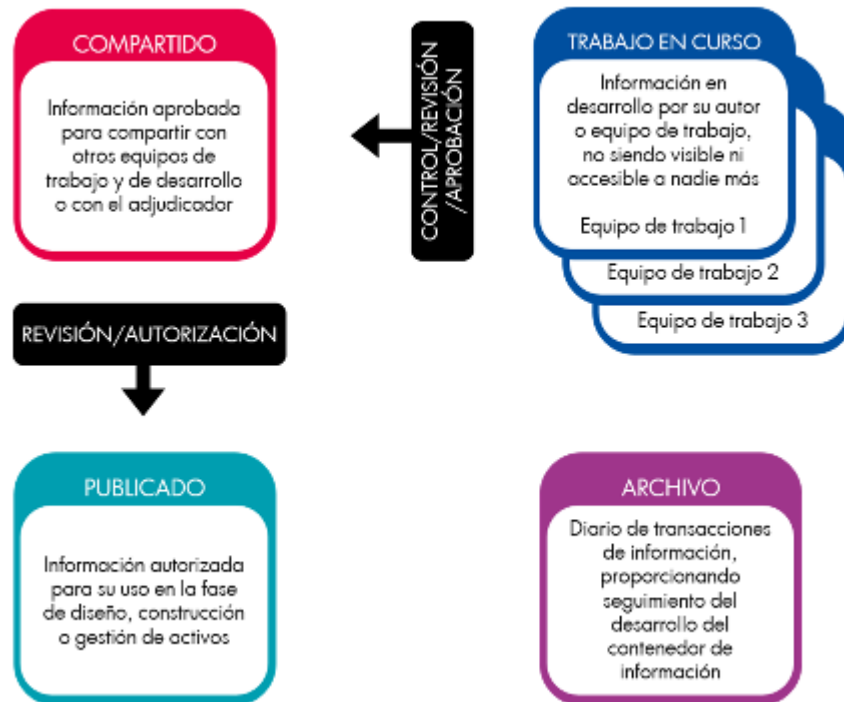 COMPARTIDO
Información aprobada
para compartir con
otros equipos de
trabajo y de desarrollo
o con el adjudicador
CONTROL/REVISIÓN
/APROBACIÓN
TRABAJO EN CURSO
Información en
desarrollo por su autor
o equipo de trabajo,
no siendo visible ni
accesible a nadie más
Equipo de trabajo 1
Equipo de trabajo 2
Equipo de trabajo 3
REVISIÓN/AUTORIZACIÓN
PUBLICADO
Información autorizada
para su uso en la fase
de diseño, construcción
o gestión de activos
ARCHIVO
Diario de transacciones
de información,
proporcionando
seguimiento del
desarrollo del
contenedor de
información